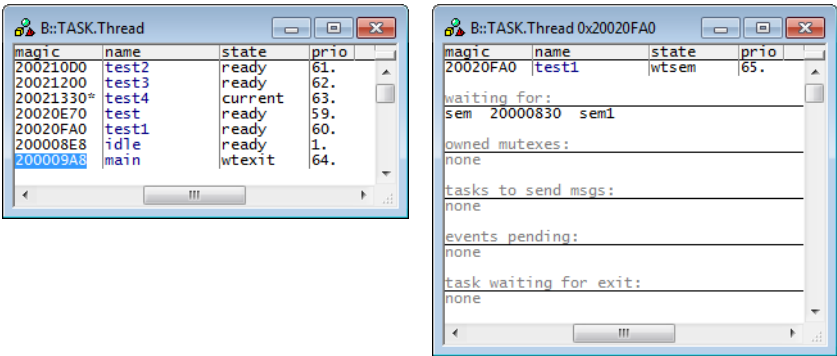 B::TASK.Thread
magic name state prio
200210D0 test2 ready 61.
20021200 test3 ready 62.
20021330* test4 current 63.
20020E70 test ready 59.
20020FA0 test1 ready 60.
200008E8 idle ready 1.
200009A8 main wtexit 64.
B::TASK.Thread 0x20020FA0
magic name state prio
20020FA0 test1 wtsem 65.
waiting for:
sem 20000830 sem1
owned mutexes:
none
tasks to send msgs:
none
events pending:
none
task waiting for exit:
none